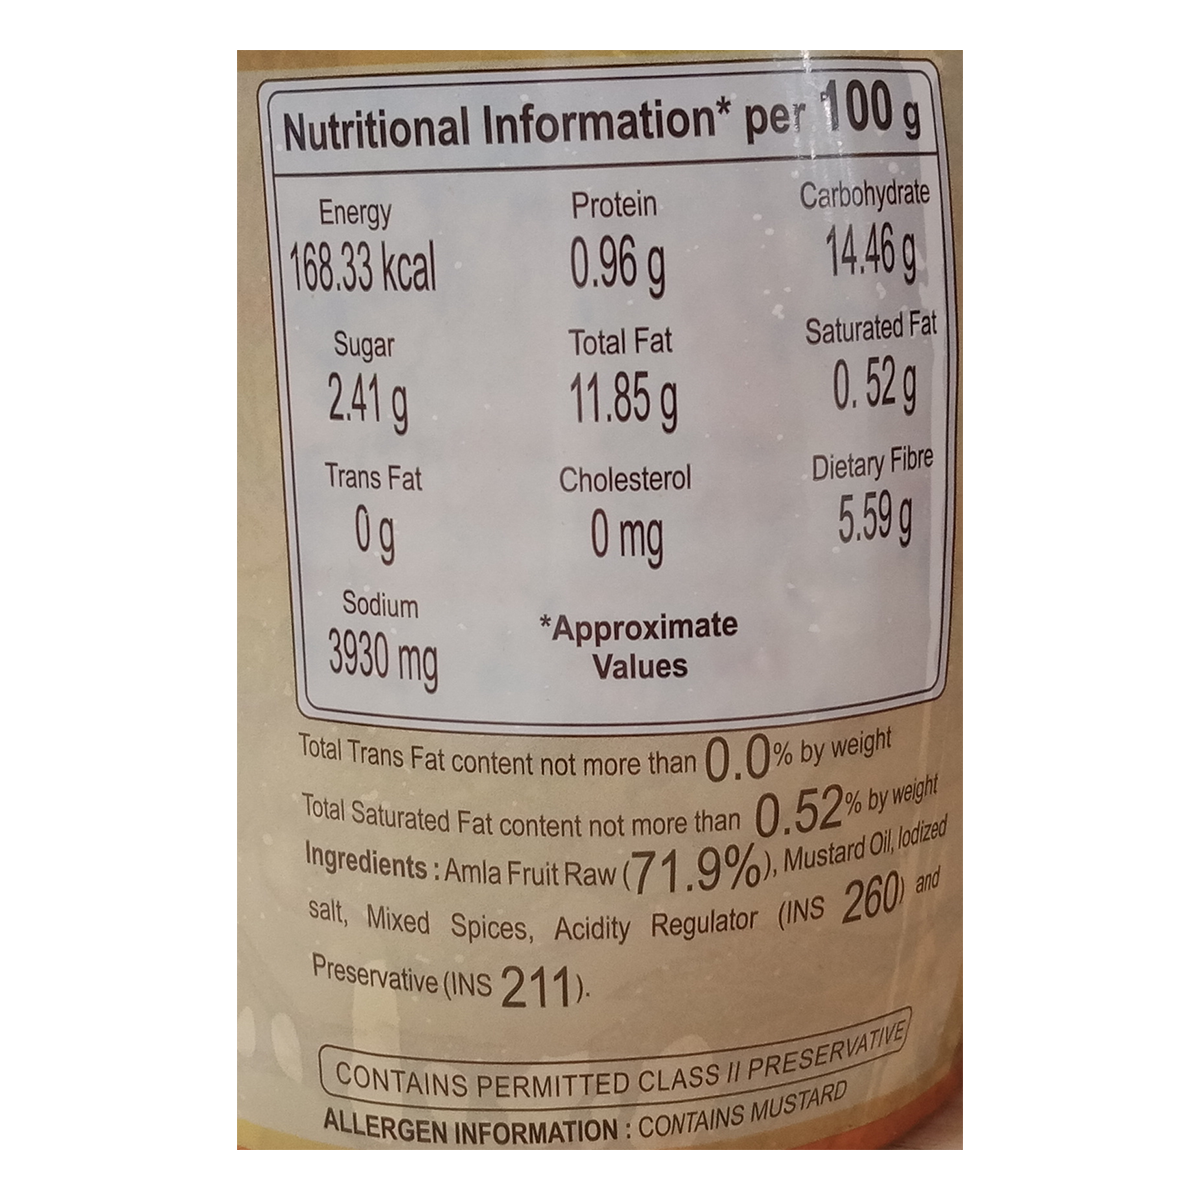 Nutritional Information* per 100 g
Energy Protein Carbohydrate
168.33 kcal 0.96 g 14.46 g
Sugar Total Fat Saturated Fat
2.41 g 11.85 g 0. 52 g
Trans Fat Cholesterol Dietary Fibre
0 g 0 mg 5.59 g
Sodium
3930 mg
*Approximate
Values
Total Trans Fat content not more than 0.0% by weight
Total Saturated Fat content not more than 0.52% by weight
Ingredients : Amla Fruit Raw (71.9%), Mustard Oil, Iodized
salt, Mixed Spices, Acidity Regulator (INS 260) and
Preservative (INS 211).
CONTAINS PERMITTED CLASS II PRESERVATIVE
ALLERGEN INFORMATION : CONTAINS MUSTARD